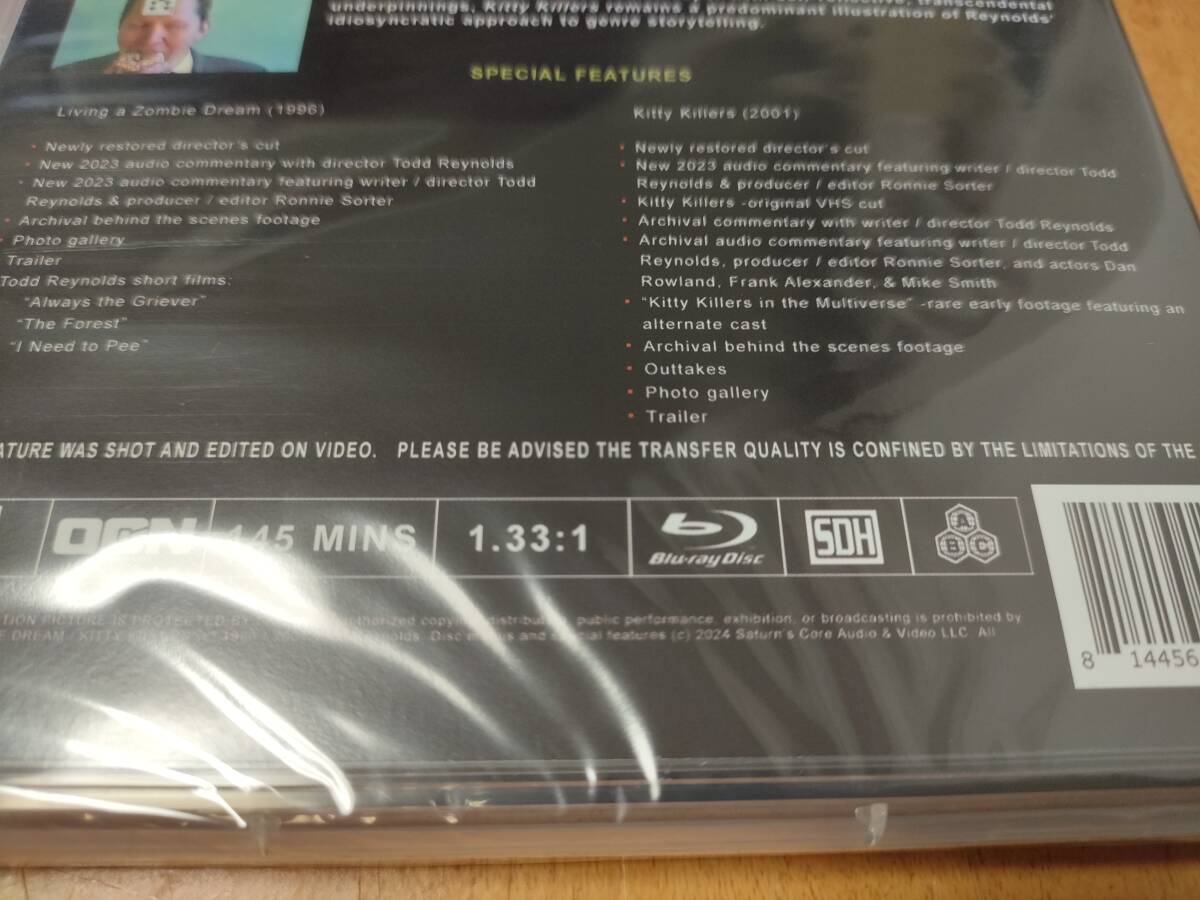 underpinnings, Kitty Killers remains a predominant illustration of Reynolds'
idiosyncratic approach to genre storytelling.
SPECIAL FEATURES
Living a Zombie Dream (1996)
Newly restored director's cut
New 2023 audio commentary with director Todd Reynolds
New 2023 audio commentary featuring writer / director Todd
Reynolds & producer / editor Ronnie Sorter
Archival behind the scenes footage
Photo gallery
Trailer
Todd Reynolds short films:
"Always the Griever"
"The Forest"
"I Need to Pee"
Kitty Killers (2001)
Newly restored director's cut
New 2023 audio commentary featuring writer / director Todd
Reynolds & producer / editor Ronnie Sorter
Kitty Killers -original VHS cut
Archival commentary with writer / director Todd Reynolds
Archival audio commentary featuring writer / director Todd
Reynolds, producer / editor Ronnie Sorter, and actors Dan
Rowland, Frank Alexander, & Mike Smith
"Kitty Killers in the Multiverse" -rare early footage featuring an
alternate cast
Archival behind the scenes footage
Outtakes
Photo gallery
Trailer
ATURE WAS SHOT AND EDITED ON VIDEO. PLEASE BE ADVISED THE TRANSFER QUALITY IS CONFINED BY THE LIMITATIONS OF THE
145 MINS
1.33:1
Blu-ray Disc
SDH
A
B C
TION PICTURE IS PROTECTED BY public performance, exhibition, or broadcasting is prohibited by
DREAM / Disc and special features (c) 2024 Saturn's Core Audio & Video LLC. All
8 14456